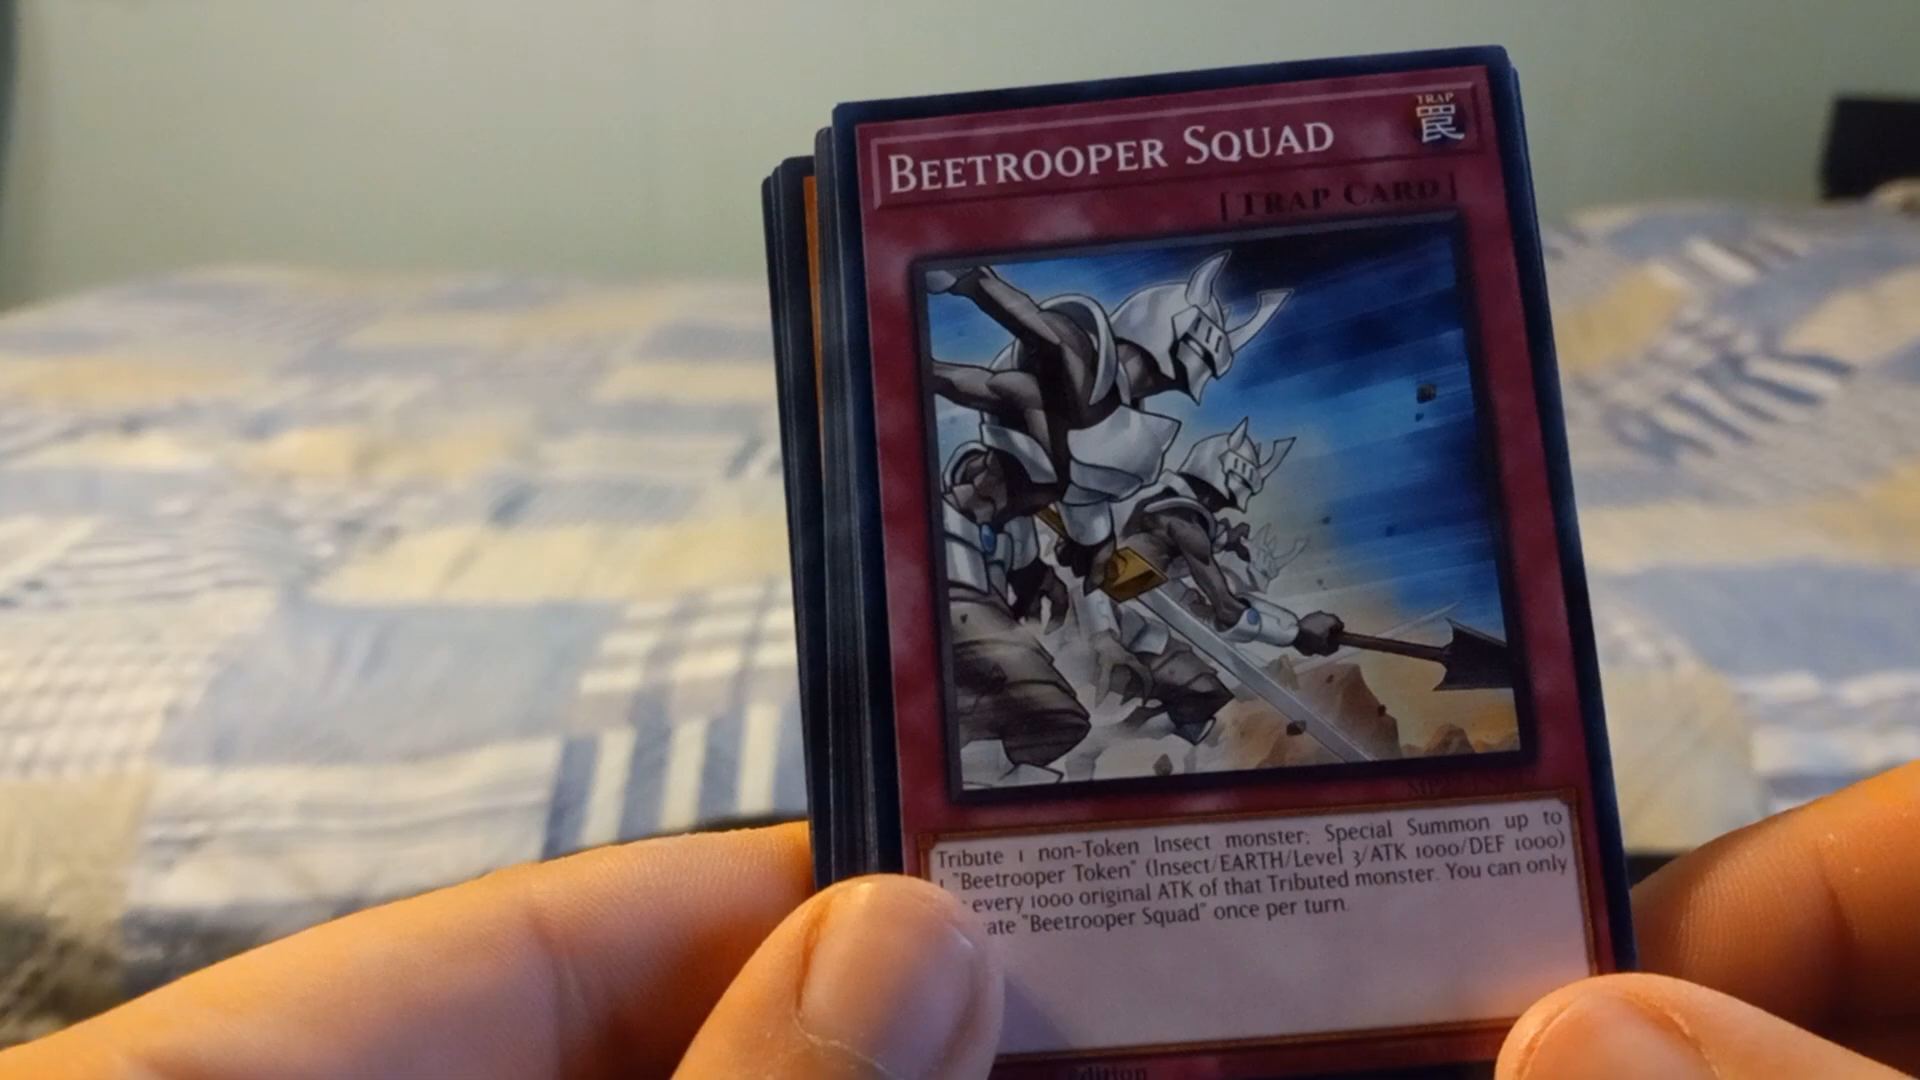 BEETROOPER SQUAD
TRAP
罠
[TRAP CARD]
Tribute 1 non-Token Insect monster; Special Summon up to
1 "Beetrooper Token" (Insect/EARTH/Level 3/ATK 1000/DEF 1000)
every 1000 original ATK of that Tributed monster. You can only
"Beetrooper Squad" once per turn.
Edition